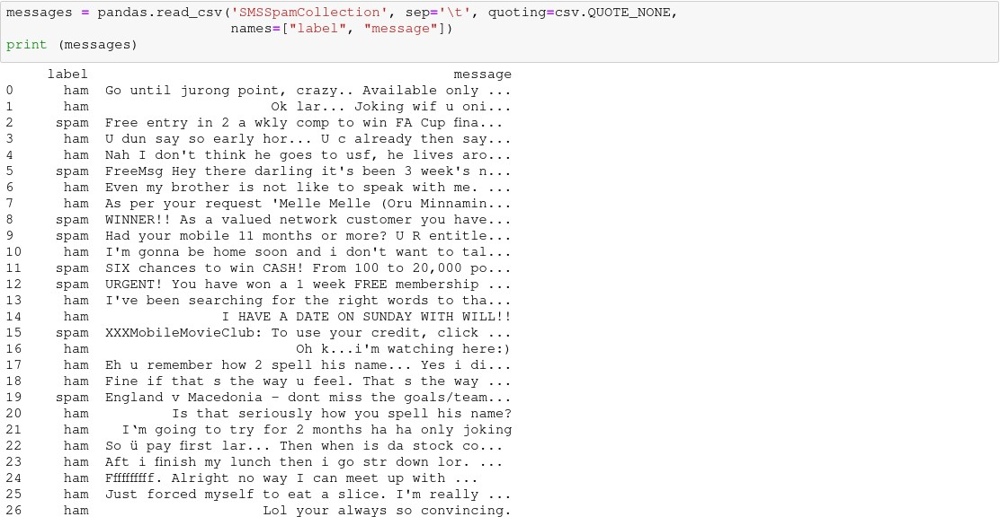 messages = pandas.read_csv('SMSSpamCollection', sep='\t', quoting=csv.QUOTE_NONE,
names=["label", "message"])
print (messages)
label message
0 ham Go until jurong point, crazy.. Available only ...
1 ham Ok lar... Joking wif u oni...
2 spam Free entry in 2 a wkly comp to win FA Cup fina...
3 ham U dun say so early hor... U c already then say...
4 ham Nah I don't think he goes to usf, he lives aro...
5 spam FreeMsg Hey there darling it's been 3 week's n...
6 ham Even my brother is not like to speak with me. ...
7 ham As per your request 'Melle Melle (Oru Minnamin...
8 spam WINNER!! As a valued network customer you have...
9 spam Had your mobile 11 months or more? U R entitle...
10 ham I'm gonna be home soon and i don't want to tal...
11 spam SIX chances to win CASH! From 100 to 20,000 po...
12 spam URGENT! You have won a 1 week FREE membership ...
13 ham I've been searching for the right words to tha...
14 ham I HAVE A DATE ON SUNDAY WITH WILL!!
15 spam XXXMobileMovieClub: To use your credit, click ...
16 ham Oh k...i'm watching here:)
17 ham Eh u remember how 2 spell his name... Yes i di...
18 ham Fine if that s the way u feel. That s the way ...
19 spam England v Macedonia - dont miss the goals/team...
20 ham Is that seriously how you spell his name?
21 ham I‘m going to try for 2 months ha ha only joking
22 ham So ü pay first lar... Then when is da stock co...
23 ham Aft i finish my lunch then i go str down lor. ...
24 ham Ffffffffff. Alright no way I can meet up with ...
25 ham Just forced myself to eat a slice. I'm really ...
26 ham Lol your always so convincing.